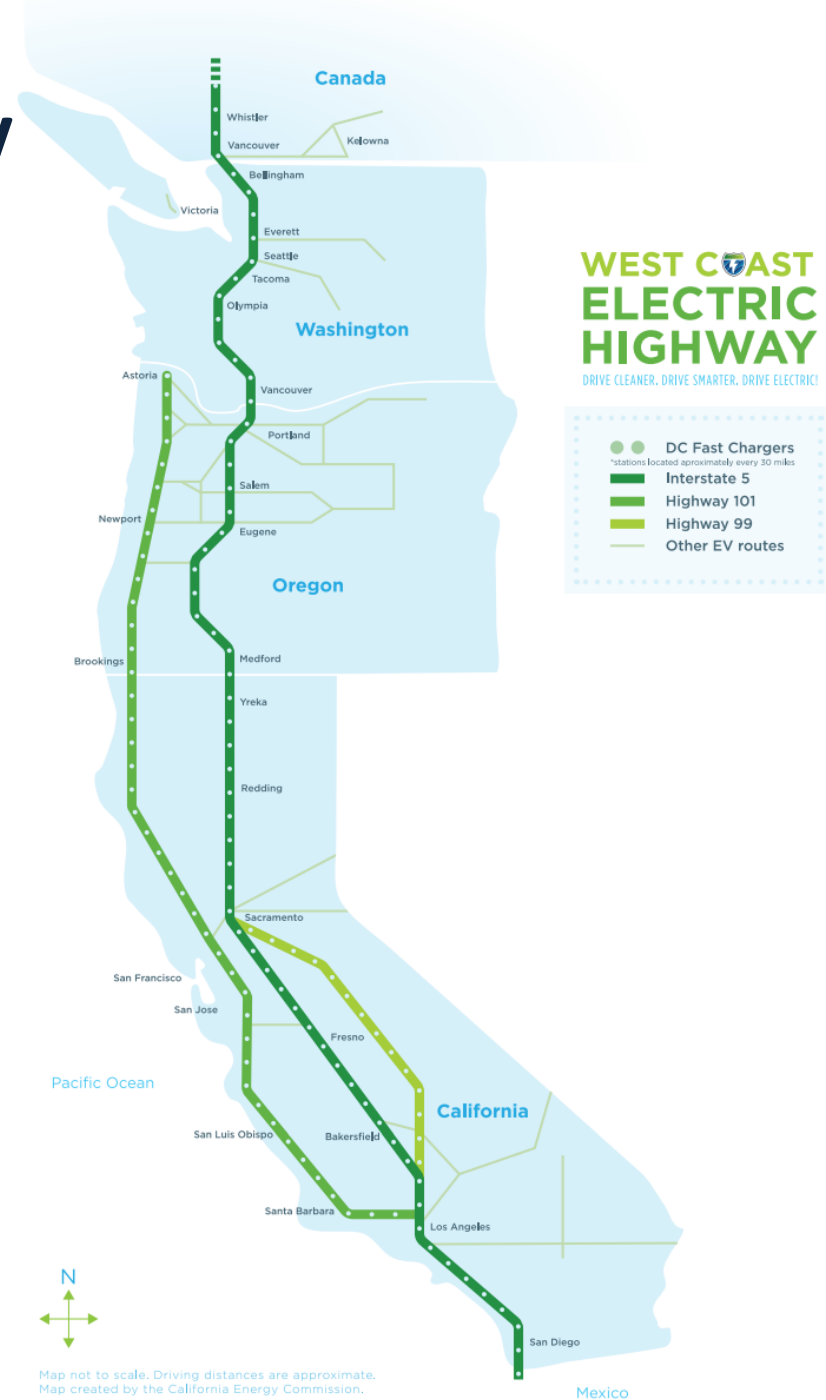 Canada
Whistler
Vancouver
Kelowna
Bellingham
Victoria
Everett
Seattle
Tacoma
Olympia
Washington
WEST COAST
ELECTRIC
HIGHWAY
DRIVE CLEANER. DRIVE SMARTER. DRIVE ELECTRIC!
Astoria
Vancouver
Portland
DC Fast Chargers
*stations located aproximately every 30 miles
Interstate 5
Highway 101
Highway 99
Other EV routes
Salem
Newport
Eugene
Oregon
Brookings
Medford
Yreka
Redding
Sacramento
San Francisco
San Jose
Fresno
Pacific Ocean
California
San Luis Obispo
Bakersfield
Santa Barbara
Los Angeles
N
San Diego
Map not to scale. Driving distances are approximate.
Map created by the California Energy Commission.
Mexico